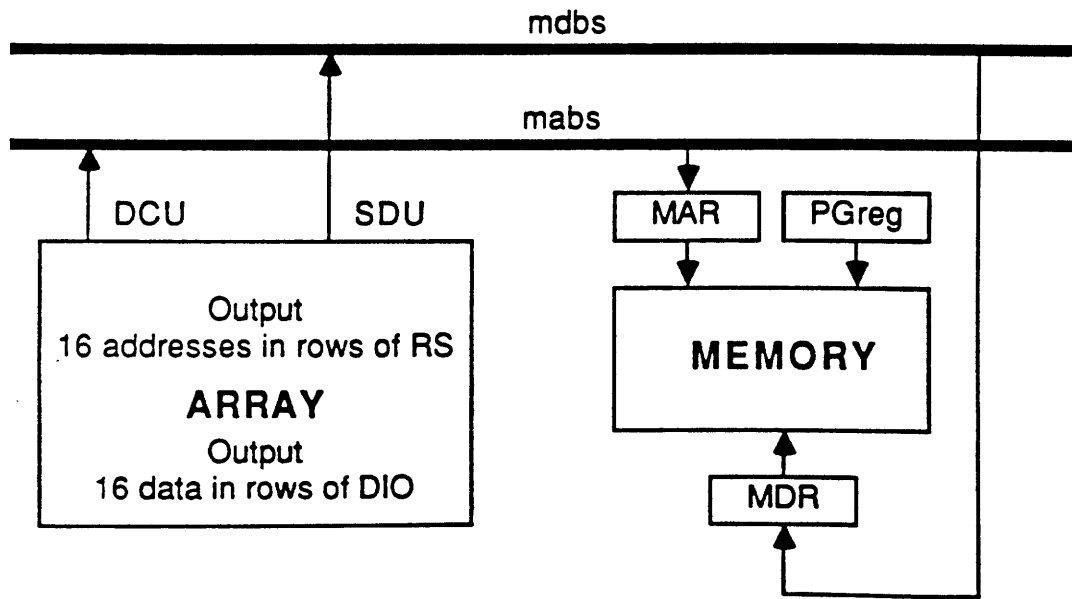 mdbs
mabs
DCU
SDU
MAR
PGreg
Output
16 addresses in rows of RS
ARRAY
Output
16 data in rows of DIO
MEMORY
MDR